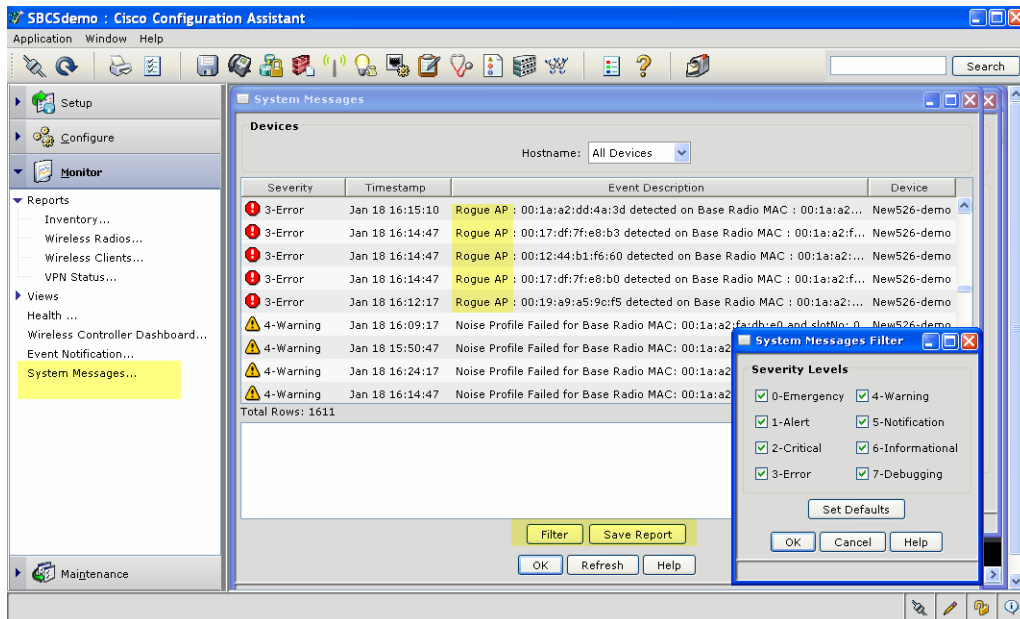 SBCSdemo : Cisco Configuration Assistant
Application Window Help
Search
Setup
Configure
Monitor
Reports
Inventory...
Wireless Radios...
Wireless Clients...
VPN Status...
Views
Health ...
Wireless Controller Dashboard...
Event Notification...
System Messages...
Maintenance
System Messages
Devices
Hostname: All Devices
Severity Timestamp Event Description Device
3-Error Jan 18 16:15:10 Rogue AP : 00:1a:a2:dd:4a:3d detected on Base Radio MAC : 00:1a:a2... New526-demo
3-Error Jan 18 16:14:47 Rogue AP : 00:17:df:7f:e8:b3 detected on Base Radio MAC : 00:1a:a2:f... New526-demo
3-Error Jan 18 16:14:47 Rogue AP : 00:12:44:b1:f6:60 detected on Base Radio MAC : 00:1a:a2:... New526-demo
3-Error Jan 18 16:14:47 Rogue AP : 00:17:df:7f:e8:b0 detected on Base Radio MAC : 00:1a:a2:f... New526-demo
3-Error Jan 18 16:12:17 Rogue AP : 00:19:a9:a5:9c:f5 detected on Base Radio MAC : 00:1a:a2:... New526-demo
4-Warning Jan 18 16:09:17 Noise Profile Failed for Base Radio MAC: 00:1a:a2:fa:db:e0 and slotNo: 0 New526-demo
4-Warning Jan 18 15:50:47 Noise Profile Failed for Base Radio MAC: 00:1a:a2
4-Warning Jan 18 16:24:17 Noise Profile Failed for Base Radio MAC: 00:1a:a2
4-Warning Jan 18 16:14:47 Noise Profile Failed for Base Radio MAC: 00:1a:a2
Total Rows: 1611
Filter Save Report
OK Refresh Help
System Messages Filter
Severity Levels
0-Emergency 4-Warning
1-Alert 5-Notification
2-Critical 6-Informational
3-Error 7-Debugging
Set Defaults
OK Cancel Help